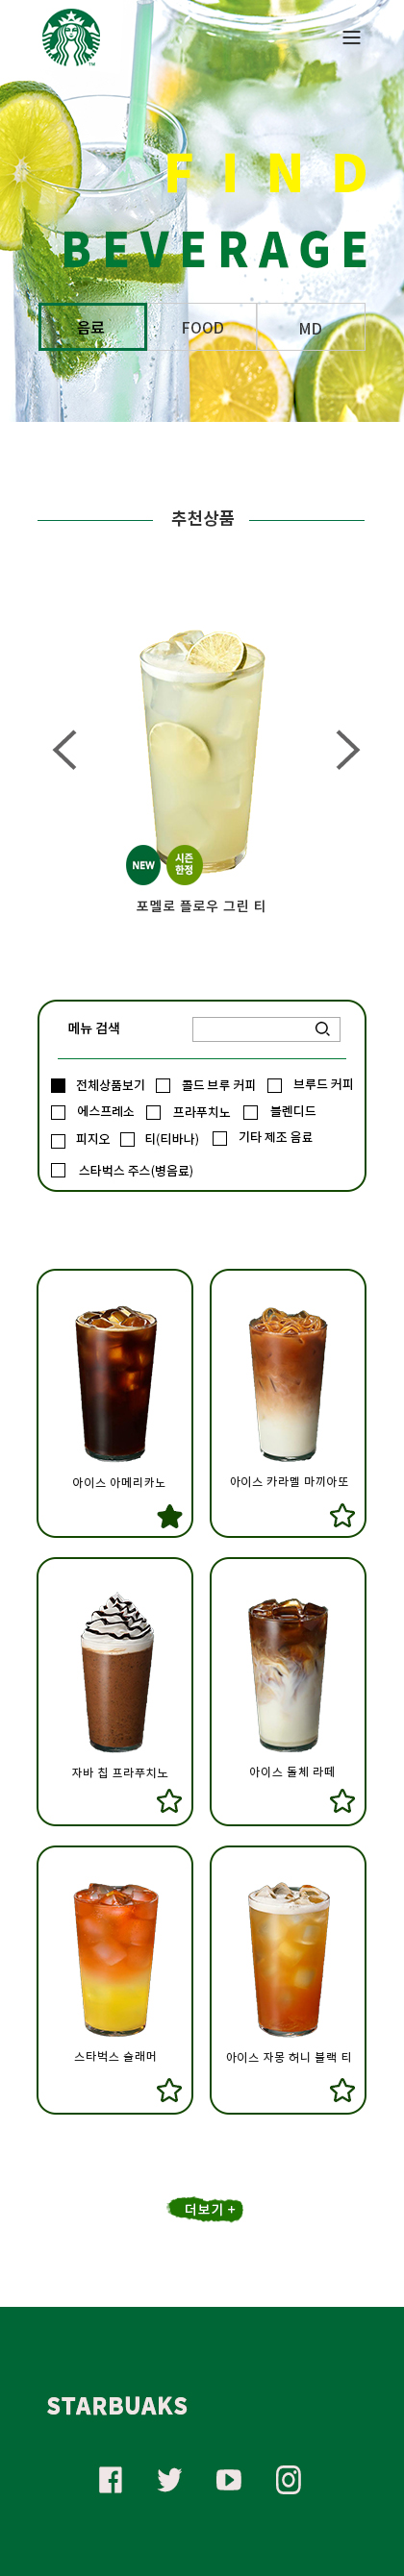 FIND
BEVERAGE
음료 FOOD MD
추천상품
NEW 시즌 한정
포멜로 플로우 그린 티
메뉴 검색
전체상품보기 콜드 브루 커피 브루드 커피
에스프레소 프라푸치노 블렌디드
피지오 티(티바나) 기타 제조 음료
스타벅스 주스(병음료)
아이스 아메리카노 아이스 카라멜 마끼아또
자바 칩 프라푸치노 아이스 돌체 라떼
스타벅스 슬래머 아이스 자몽 허니 블랙 티
더보기 +
STARBUAKS